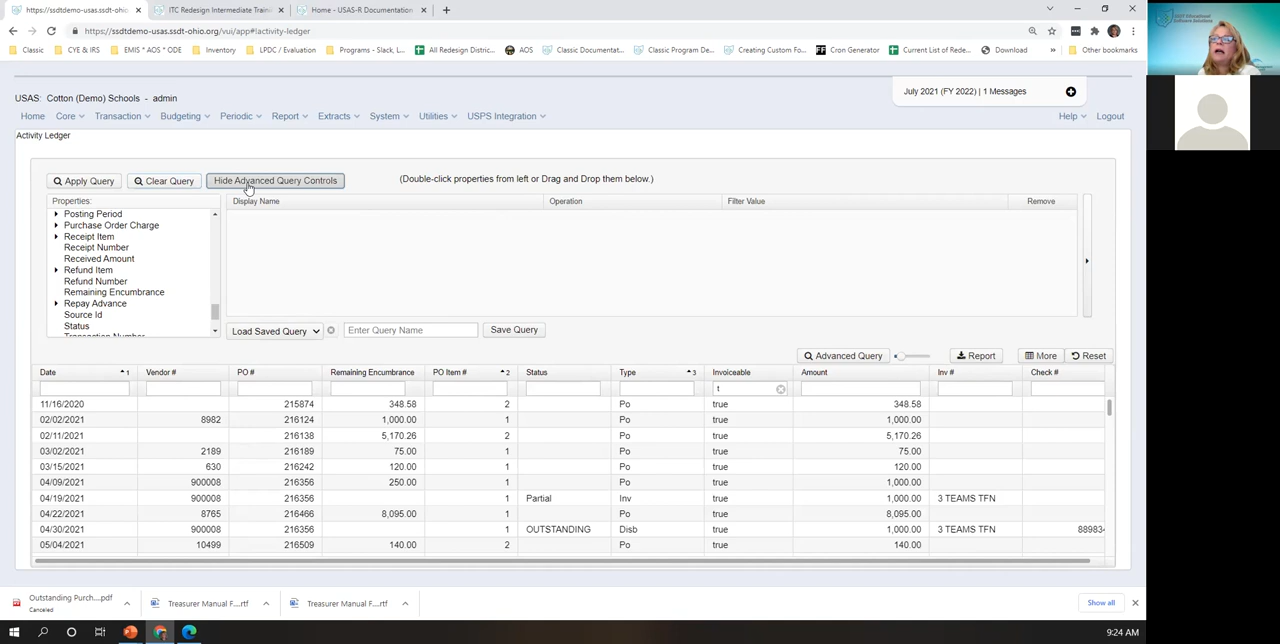 https://ssdtdemo-usas.ssdt-ohio.org
ITC Redesign Intermediate Traini
Home - USAS-R Documentation
https://ssdtdemo-usas.ssdt-ohio.org/vui/app#!activity-ledger
Classic CYE & IRS EMIS * AOS * ODE Inventory LPDC / Evaluation Programs - Slack, L... All Redesign District... AOS Classic Documentat... Classic Program De... Creating Custom Fo... Cron Generator Current List of Rede... Download Other bookmarks
USAS: Cotton (Demo) Schools - admin
July 2021 (FY 2022) | 1 Messages
Home Core Transaction Budgeting Periodic Report Extracts System Utilities USPS Integration Help Logout
Activity Ledger
Apply Query Clear Query Hide Advanced Query Controls (Double-click properties from left or Drag and Drop them below.)
Properties: Display Name Operation Filter Value Remove
Posting Period
Purchase Order Charge
Receipt Item
Receipt Number
Received Amount
Refund Item
Refund Number
Remaining Encumbrance
Repay Advance
Source Id
Status
Transaction Number
Load Saved Query Enter Query Name Save Query
Advanced Query Report More Reset
Date 1 Vendor # PO # Remaining Encumbrance PO Item # 2 Status Type 3 Invoiceable Amount Inv # Check #
t
11/16/2020 215874 348.58 2 Po true 348.58
02/02/2021 8982 216124 1,000.00 1 Po true 1,000.00
02/11/2021 216138 5,170.26 2 Po true 5,170.26
03/02/2021 2189 216189 75.00 1 Po true 75.00
03/15/2021 630 216242 120.00 1 Po true 120.00
04/09/2021 900008 216356 250.00 1 Po true 1,000.00
04/19/2021 900008 216356 1 Partial Inv true 1,000.00 3 TEAMS TFN
04/22/2021 8765 216466 8,095.00 1 Po true 8,095.00
04/30/2021 900008 216356 1 OUTSTANDING Disb true 1,000.00 3 TEAMS TFN 88983
05/04/2021 10499 216509 140.00 2 Po true 140.00
Outstanding Purch....pdf
Canceled
Treasurer Manual F....rtf
Treasurer Manual F....rtf
Show all
9:24 AM